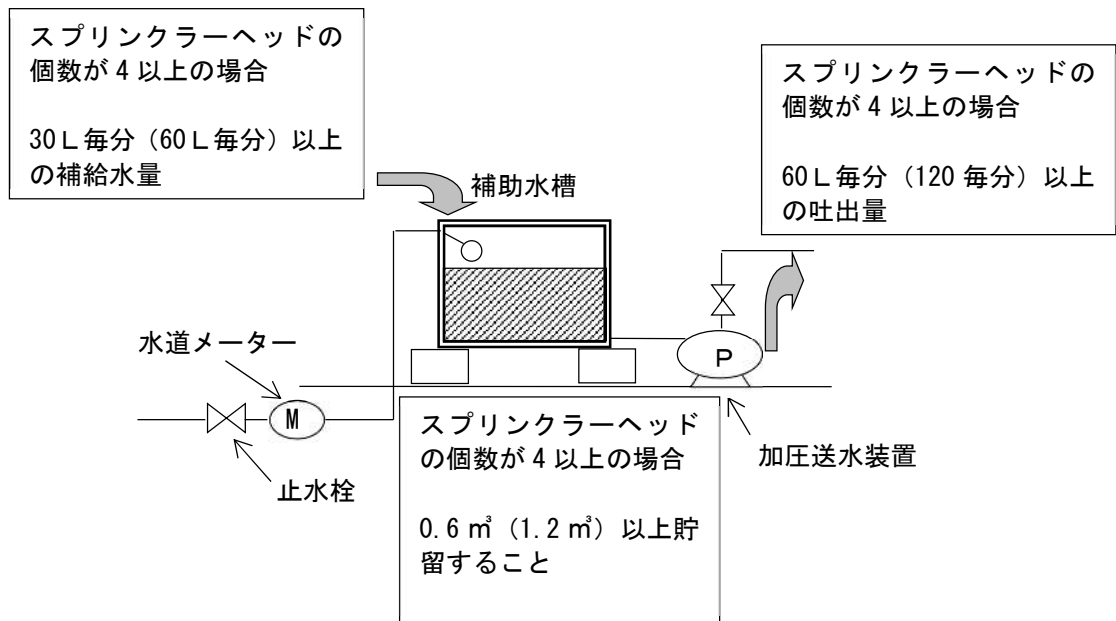 スプリンクラーヘッドの
個数が４以上の場合
30Ｌ毎分（60Ｌ毎分）以上
の補給水量
補助水槽
スプリンクラーヘッドの
個数が４以上の場合
60Ｌ毎分（120 毎分）以上
の吐出量
水道メーター
M
止水栓
P
加圧送水装置
スプリンクラーヘッド
の個数が４以上の場合
0.6 ㎥（1.2 ㎥）以上貯
留すること